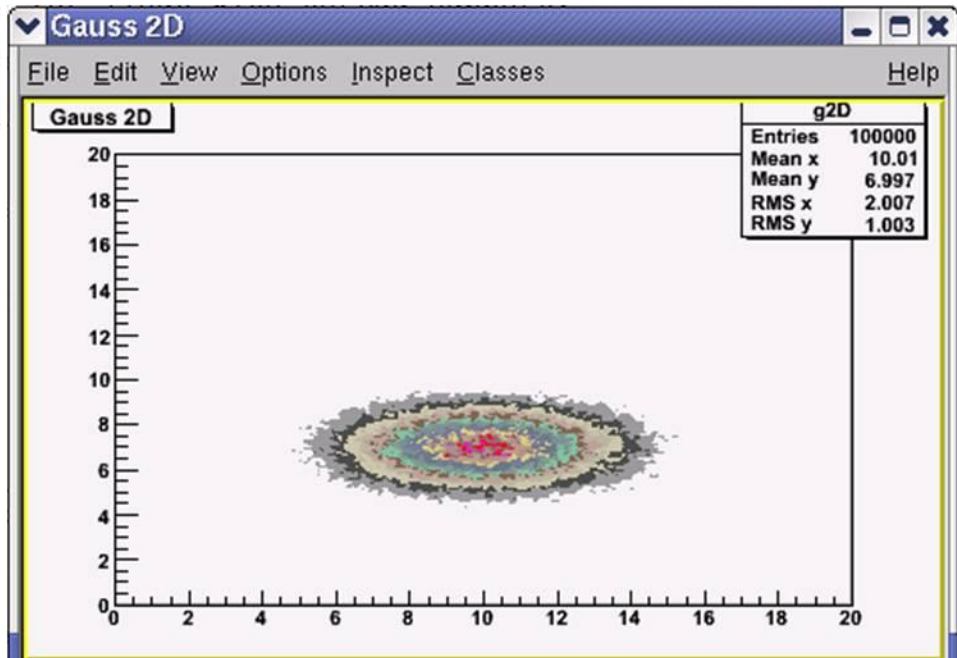 Gauss 2D
File Edit View Options Inspect Classes Help
Gauss 2D
g2D
Entries 100000
Mean x 10.01
Mean y 6.997
RMS x 2.007
RMS y 1.003
20
18
16
14
12
10
8
6
4
2
0
0 2 4 6 8 10 12 14 16 18 20